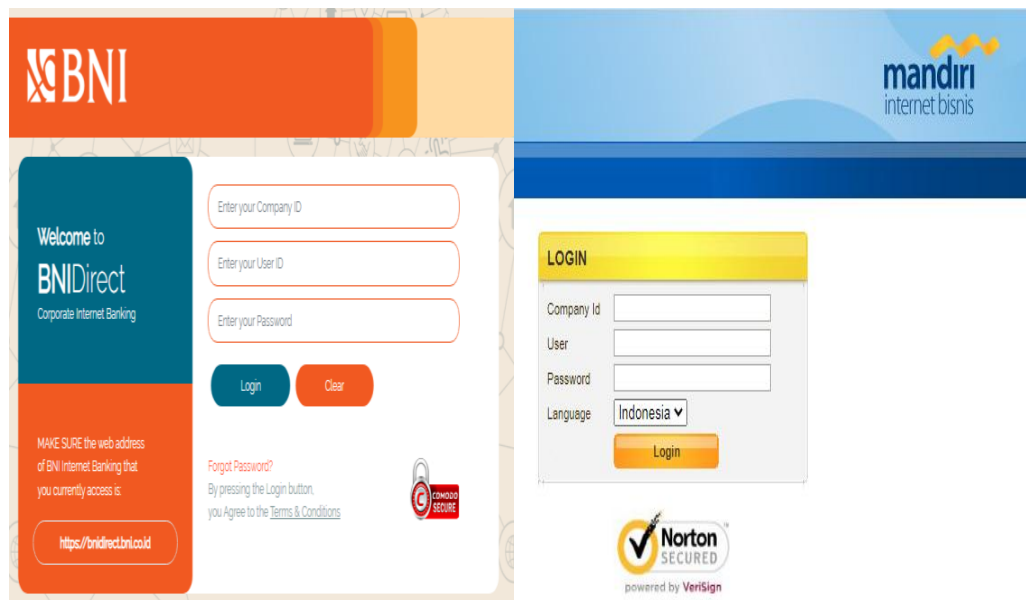 BNI
Welcome to
BNIDirect
Corporate Internet Banking
MAKE SURE the web address
of BNI Internet Banking that
you currently access is:
https://bnidirect.bni.co.id
Enter your Company ID
Enter your User ID
Enter your Password
Login Clear
Forgot Password?
By pressing the Login button,
you Agree to the Terms & Conditions
COMODO
SECURE
mandiri
internet bisnis
LOGIN
Company Id
User
Password
Language Indonesia
Login
Norton
SECURED
powered by VeriSign